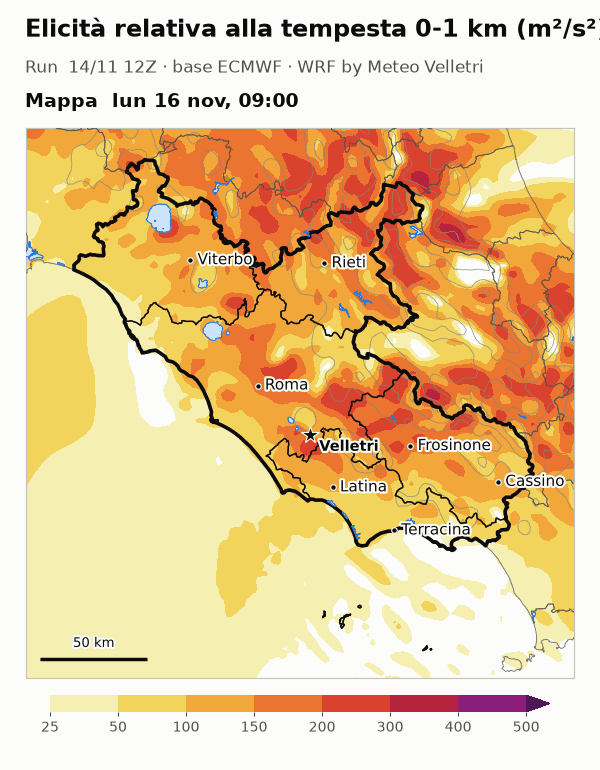 Elicità relativa alla tempesta 0-1 km (m²/s²)
Run  14/11 12Z · base ECMWF · WRF by Meteo Velletri
Mappa  lun 16 nov, 09:00
Viterbo
Rieti
Roma
Velletri
Frosinone
Cassino
Latina
Terracina
50 km
25 50 100 150 200 300 400 500